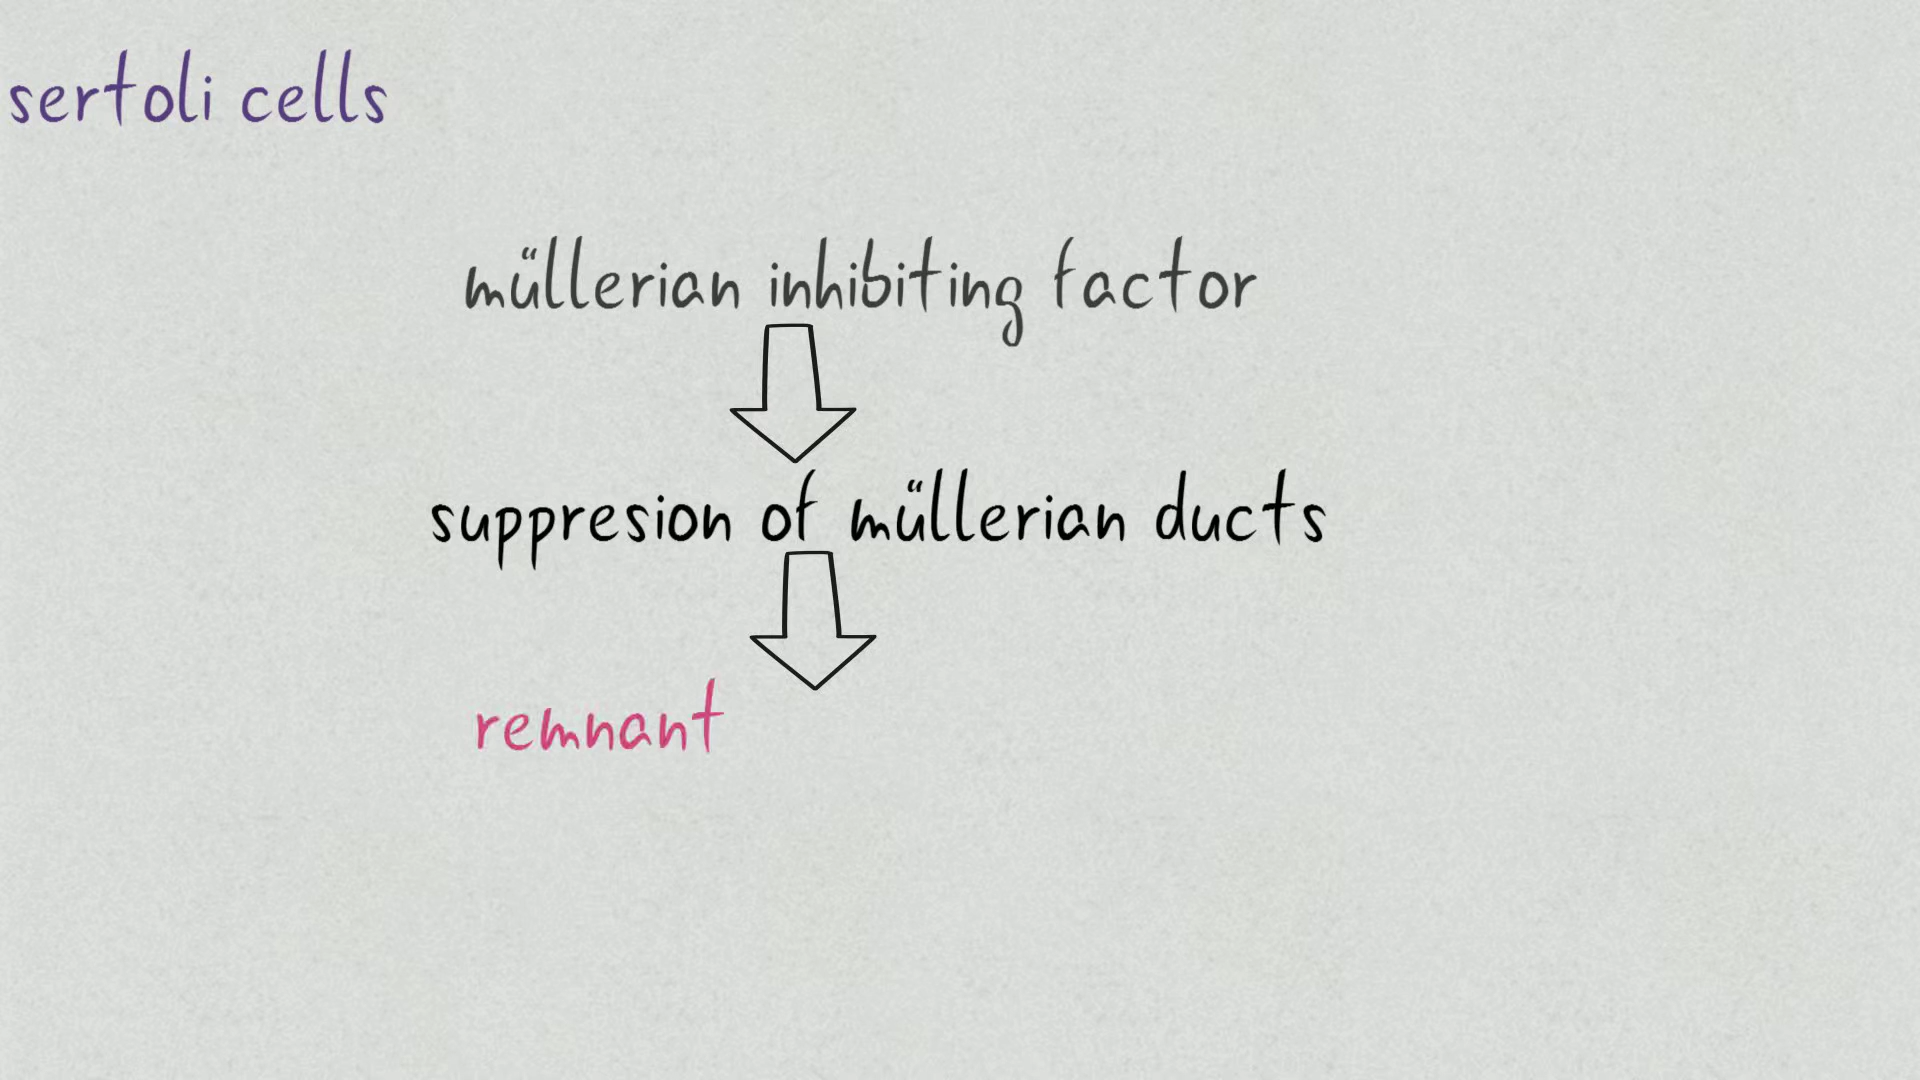 sertoli cells
müllerian inhibiting factor
suppresion of müllerian ducts
remnant